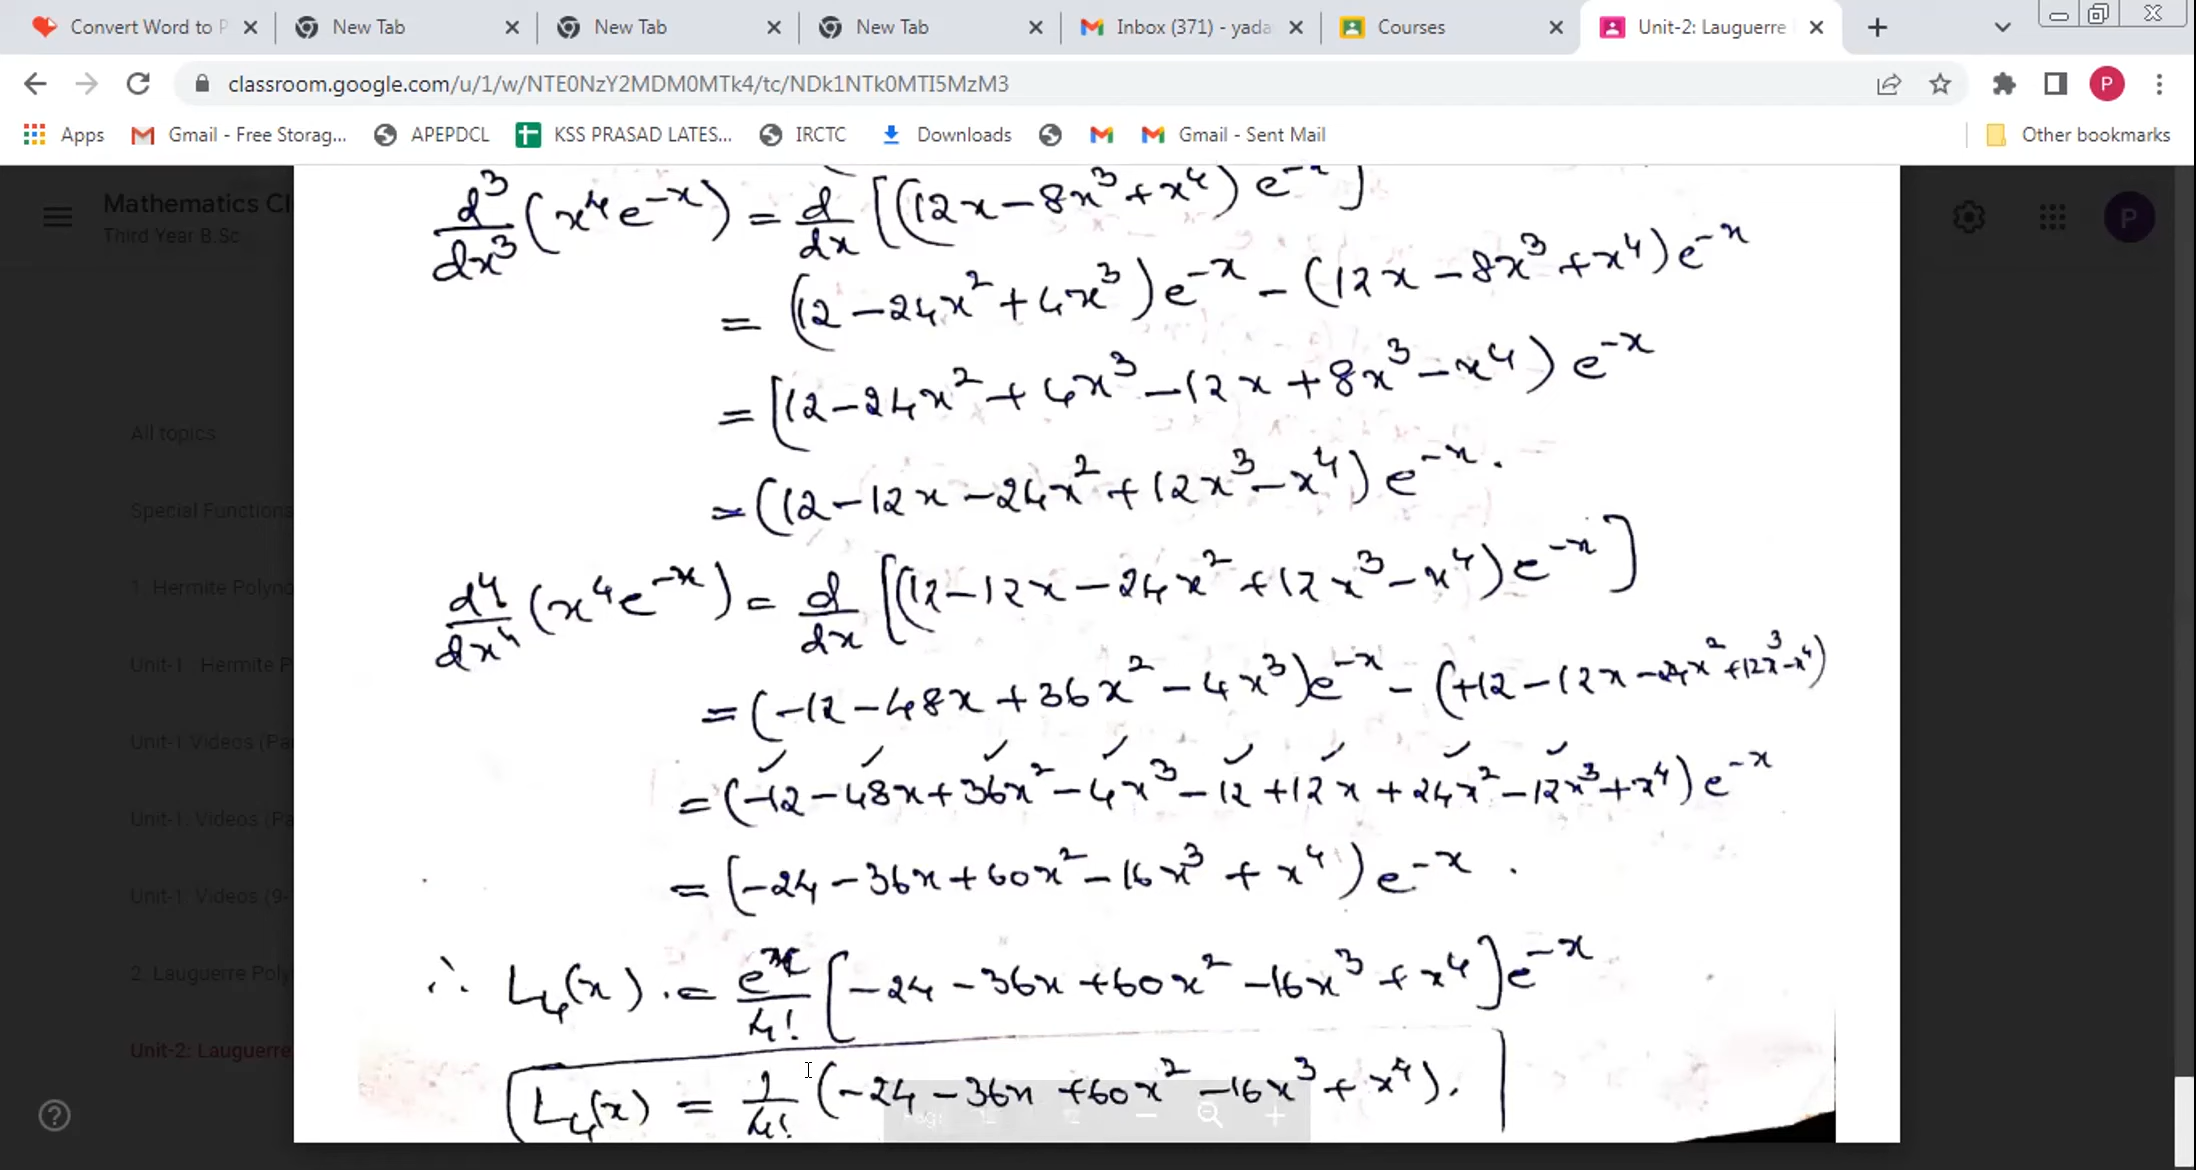 Convert Word to P New Tab New Tab New Tab Inbox (371) - yada Courses Unit-2: Lauguerre
classroom.google.com/u/1/w/NTE0NzY2MDM0MTk4/tc/NDk1NTk0MTI5MzM3 P
Apps Gmail - Free Storag... APEPDCL KSS PRASAD LATES... IRCTC Downloads Gmail - Sent Mail Other bookmarks
Mathematics Cl
Third Year B.Sc
P
All topics
Special Functions
1. Hermite Polyno
Unit-1 : Hermite P
Unit-1 Videos (Pa
Unit-1: Videos (Pa
Unit-1: Videos (9-
2. Lauguerre Poly
Unit-2: Lauguerre
d³/dx³ (x⁴e⁻ˣ) = d/dx [(12x - 8x³ + x⁴) e⁻ˣ]
= (12 - 24x² + 4x³) e⁻ˣ - (12x - 8x³ + x⁴) e⁻ˣ
= [12 - 24x² + 4x³ - 12x + 8x³ - x⁴) e⁻ˣ
= (12 - 12x - 24x² + 12x³ - x⁴) e⁻ˣ.
d⁴/dx⁴ (x⁴e⁻ˣ) = d/dx [(12 - 12x - 24x² + 12x³ - x⁴) e⁻ˣ]
= (-12 - 48x + 36x² - 4x³) e⁻ˣ - (+12 - 12x - 24x² + 12x³ - x⁴)
= (-12 - 48x + 36x² - 4x³ - 12 + 12x + 24x² - 12x³ + x⁴) e⁻ˣ
= (-24 - 36x + 60x² - 16x³ + x⁴) e⁻ˣ.
∴ L₄(x) = eˣ/4! [-24 - 36x + 60x² - 16x³ + x⁴] e⁻ˣ
L₄(x) = 1/4! (-24 - 36x + 60x² - 16x³ + x⁴).